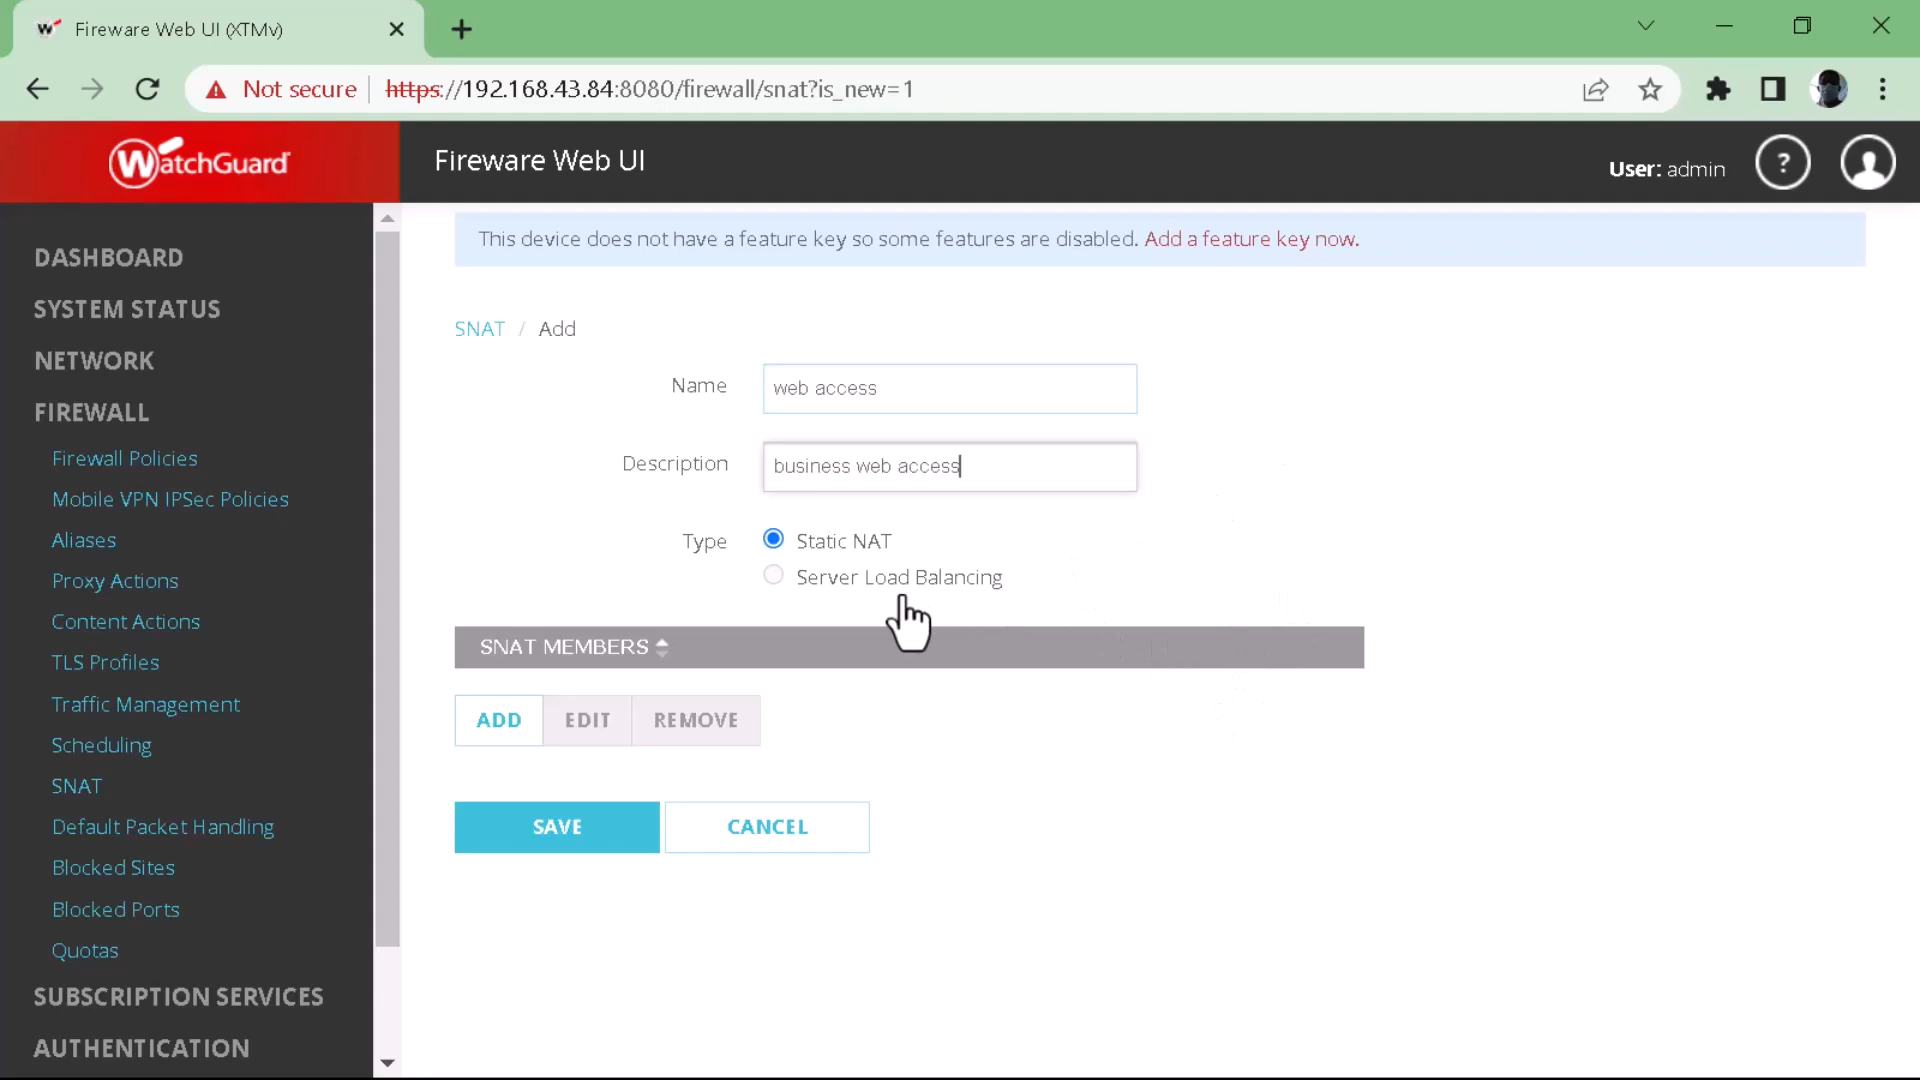 Fireware Web UI (XTMv)
Not secure https://192.168.43.84:8080/firewall/snat?is_new=1
WatchGuard
Fireware Web UI
User: admin
?
DASHBOARD
SYSTEM STATUS
NETWORK
FIREWALL
Firewall Policies
Mobile VPN IPSec Policies
Aliases
Proxy Actions
Content Actions
TLS Profiles
Traffic Management
Scheduling
SNAT
Default Packet Handling
Blocked Sites
Blocked Ports
Quotas
SUBSCRIPTION SERVICES
AUTHENTICATION
This device does not have a feature key so some features are disabled. Add a feature key now.
SNAT / Add
Name web access
Description business web access
Type Static NAT
Server Load Balancing
SNAT MEMBERS
ADD EDIT REMOVE
SAVE CANCEL